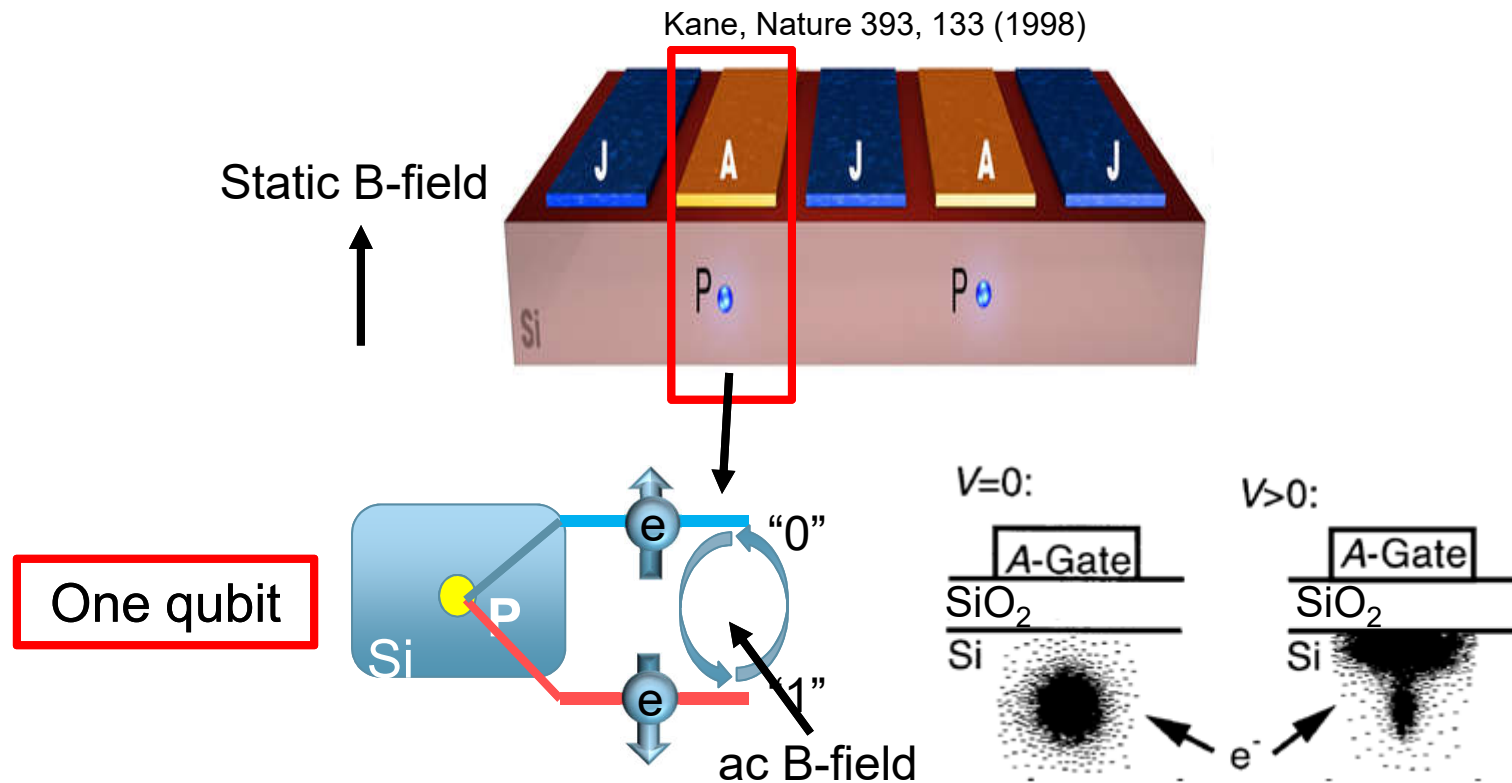 Kane, Nature 393, 133 (1998)
J A J A J
Static B-field
P P
Si
V=0: V>0:
e "0"
A-Gate A-Gate
One qubit
P
Si
SiO2 SiO2
Si Si
e "1"
ac B-field
e-